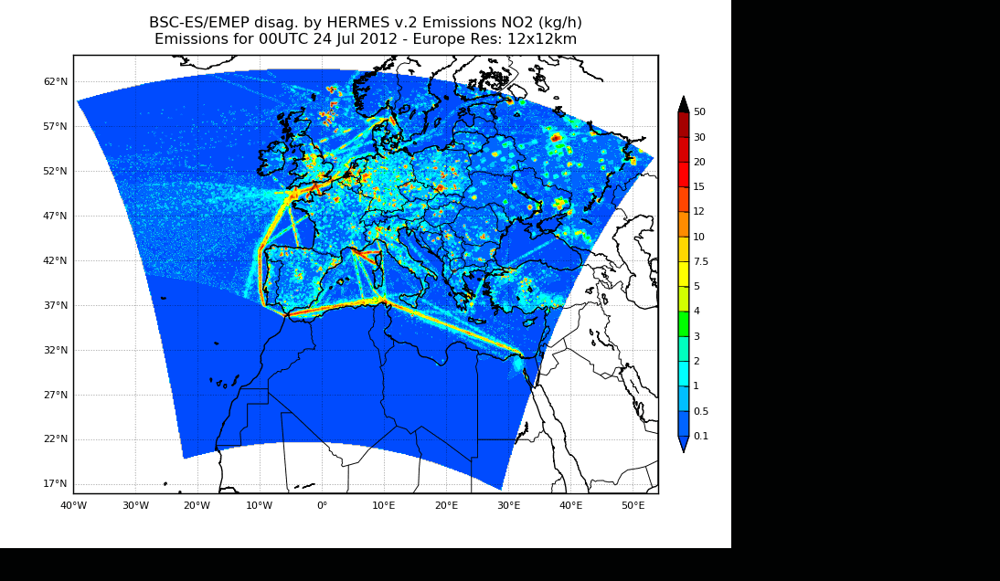 BSC-ES/EMEP disag. by HERMES v.2 Emissions NO2 (kg/h)
Emissions for 00UTC 24 Jul 2012 - Europe Res: 12x12km
62°N
57°N
52°N
47°N
42°N
37°N
32°N
27°N
22°N
17°N
40°W 30°W 20°W 10°W 0° 10°E 20°E 30°E 40°E 50°E
50
30
20
15
12
10
7.5
5
4
3
2
1
0.5
0.1